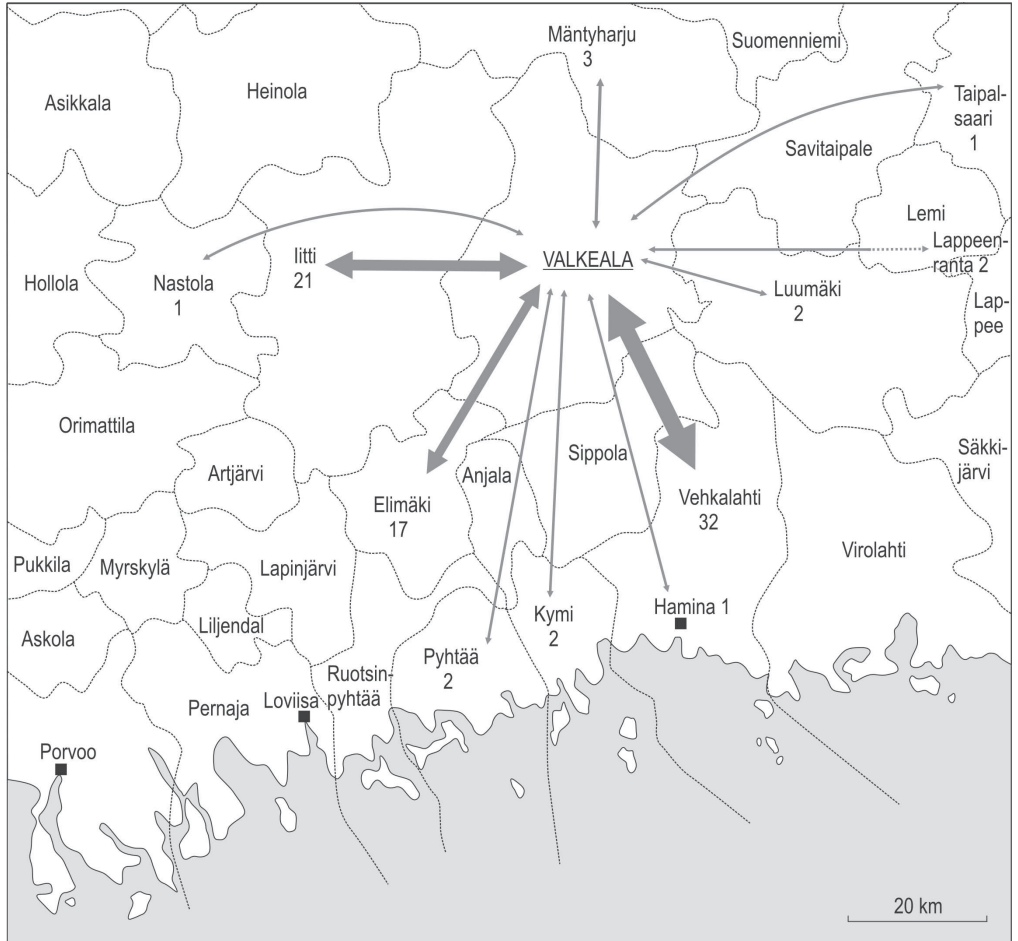 Mäntyharju
3
Suomenniemi
Asikkala
Heinola
Taipal-
saari
1
Savitaipale
Lemi
Lappeen-
ranta 2
Hollola
Nastola
1
Iitti
21
VALKEALA
Luumäki
2
Lap-
pee
Orimattila
Artjärvi
Elimäki
17
Anjala
Sippola
Vehkalahti
32
Säkki-
järvi
Virolahti
Pukkila
Myrskylä
Lapinjärvi
Askola
Liljendal
Kymi
2
Hamina 1
Pyhtää
2
Ruotsin-
pyhtää
Pernaja
Loviisa
Porvoo
20 km